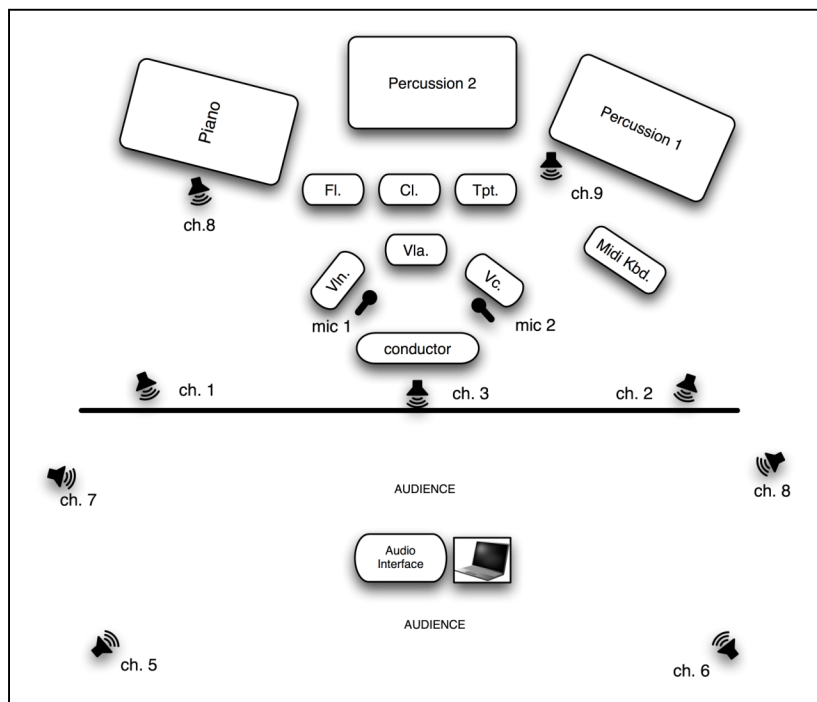 Piano
Percussion 2
Percussion 1
Fl.
Cl.
Tpt.
ch.9
ch.8
Vla.
Vln.
Vc.
Midi Kbd.
mic 1
mic 2
conductor
ch. 1
ch. 3
ch. 2
ch. 7
AUDIENCE
ch. 8
Audio
Interface
AUDIENCE
ch. 5
ch. 6